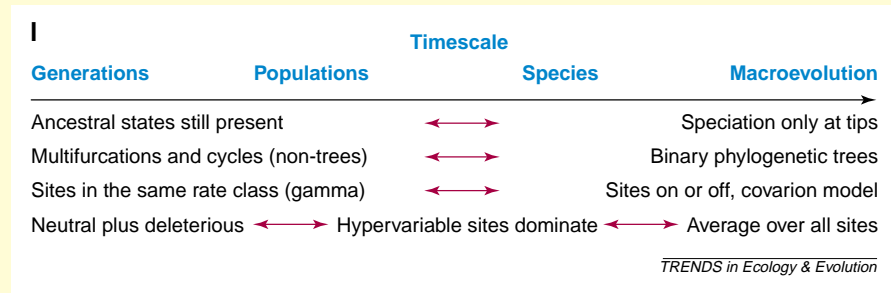 I
Timescale
Generations Populations Species Macroevolution
Ancestral states still present Speciation only at tips
Multifurcations and cycles (non-trees) Binary phylogenetic trees
Sites in the same rate class (gamma) Sites on or off, covarion model
Neutral plus deleterious Hypervariable sites dominate Average over all sites
TRENDS in Ecology & Evolution